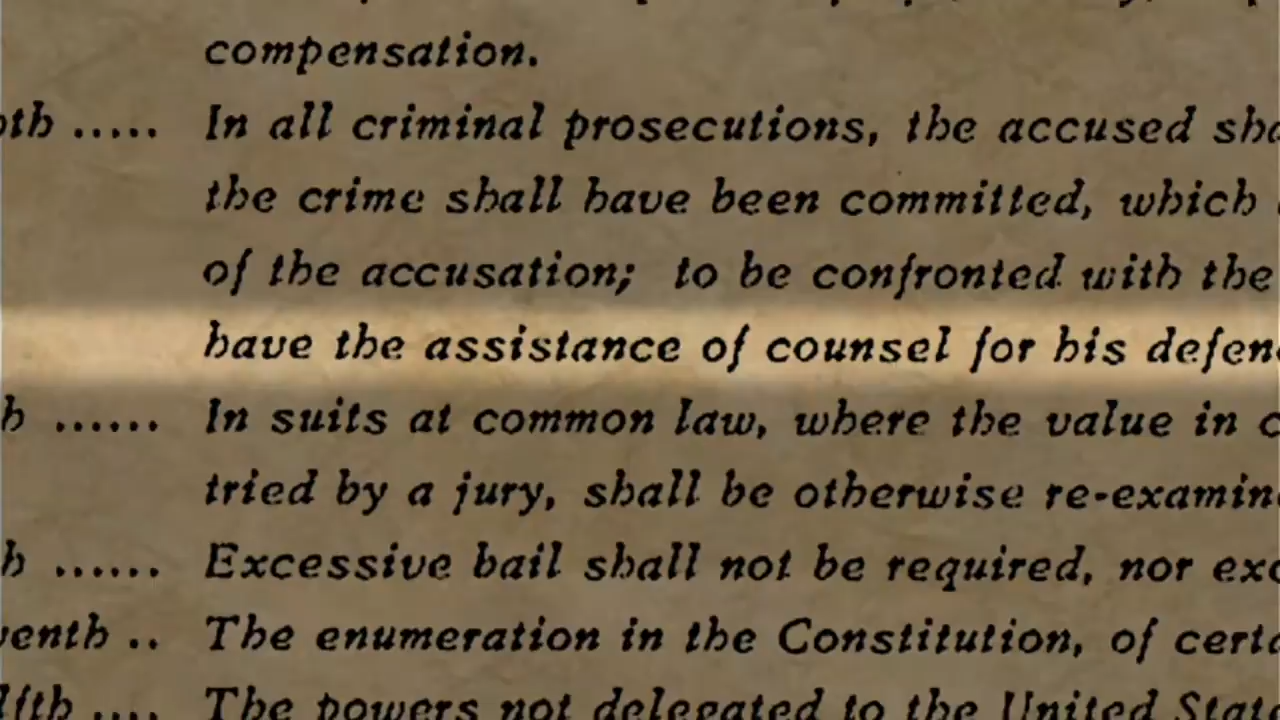 compensation.
In all criminal prosecutions, the accused
the crime shall have been committed, which
of the accusation; to be confronted with the
have the assistance of counsel for his
In suits at common law, where the value in
tried by a jury, shall be otherwise
Excessive bail shall not be required, nor
The enumeration in the Constitution, of
The powers not delegated to the United